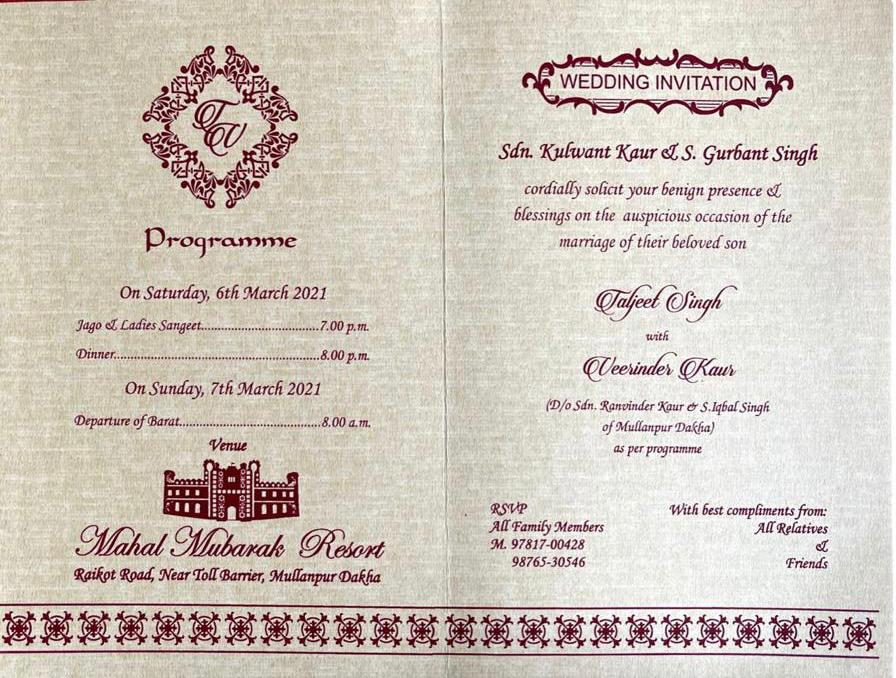 TV
Programme
On Saturday, 6th March 2021
Jago & Ladies Sangeet.................................7.00 p.m.
Dinner..........................................................8.00 p.m.
On Sunday, 7th March 2021
Departure of Barat........................................8.00 a.m.
Venue
Mahal Mubarak Resort
Raikot Road, Near Toll Barrier, Mullanpur Dakha
WEDDING INVITATION
Sdn. Kulwant Kaur & S. Gurbant Singh
cordially solicit your benign presence &
blessings on the auspicious occasion of the
marriage of their beloved son
Taljeet Singh
with
Veerinder Kaur
(D/o Sdn. Ranvinder Kaur & S.Iqbal Singh
of Mullanpur Dakha)
as per programme
RSVP
All Family Members
M. 97817-00428
98765-30546
With best compliments from:
All Relatives
&
Friends